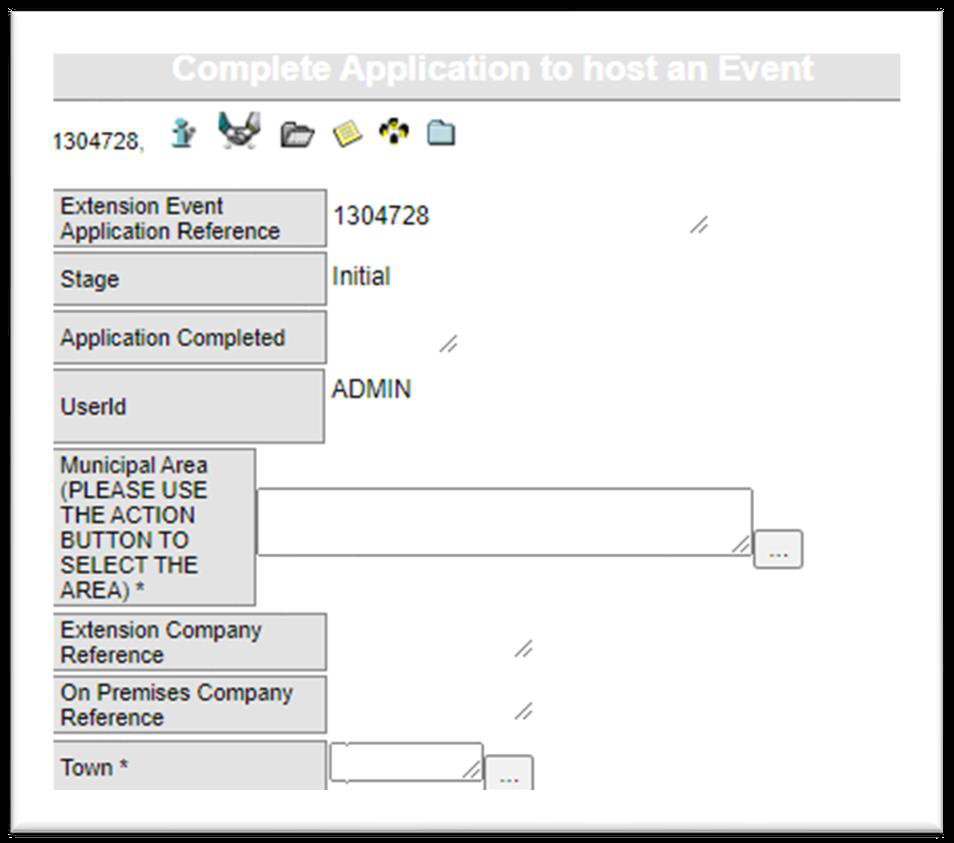 Complete Application to host an Event
1304728,
Extension Event
Application Reference
1304728
Stage
Initial
Application Completed
UserId
ADMIN
Municipal Area
(PLEASE USE
THE ACTION
BUTTON TO
SELECT THE
AREA) *
...
Extension Company
Reference
On Premises Company
Reference
Town *
...